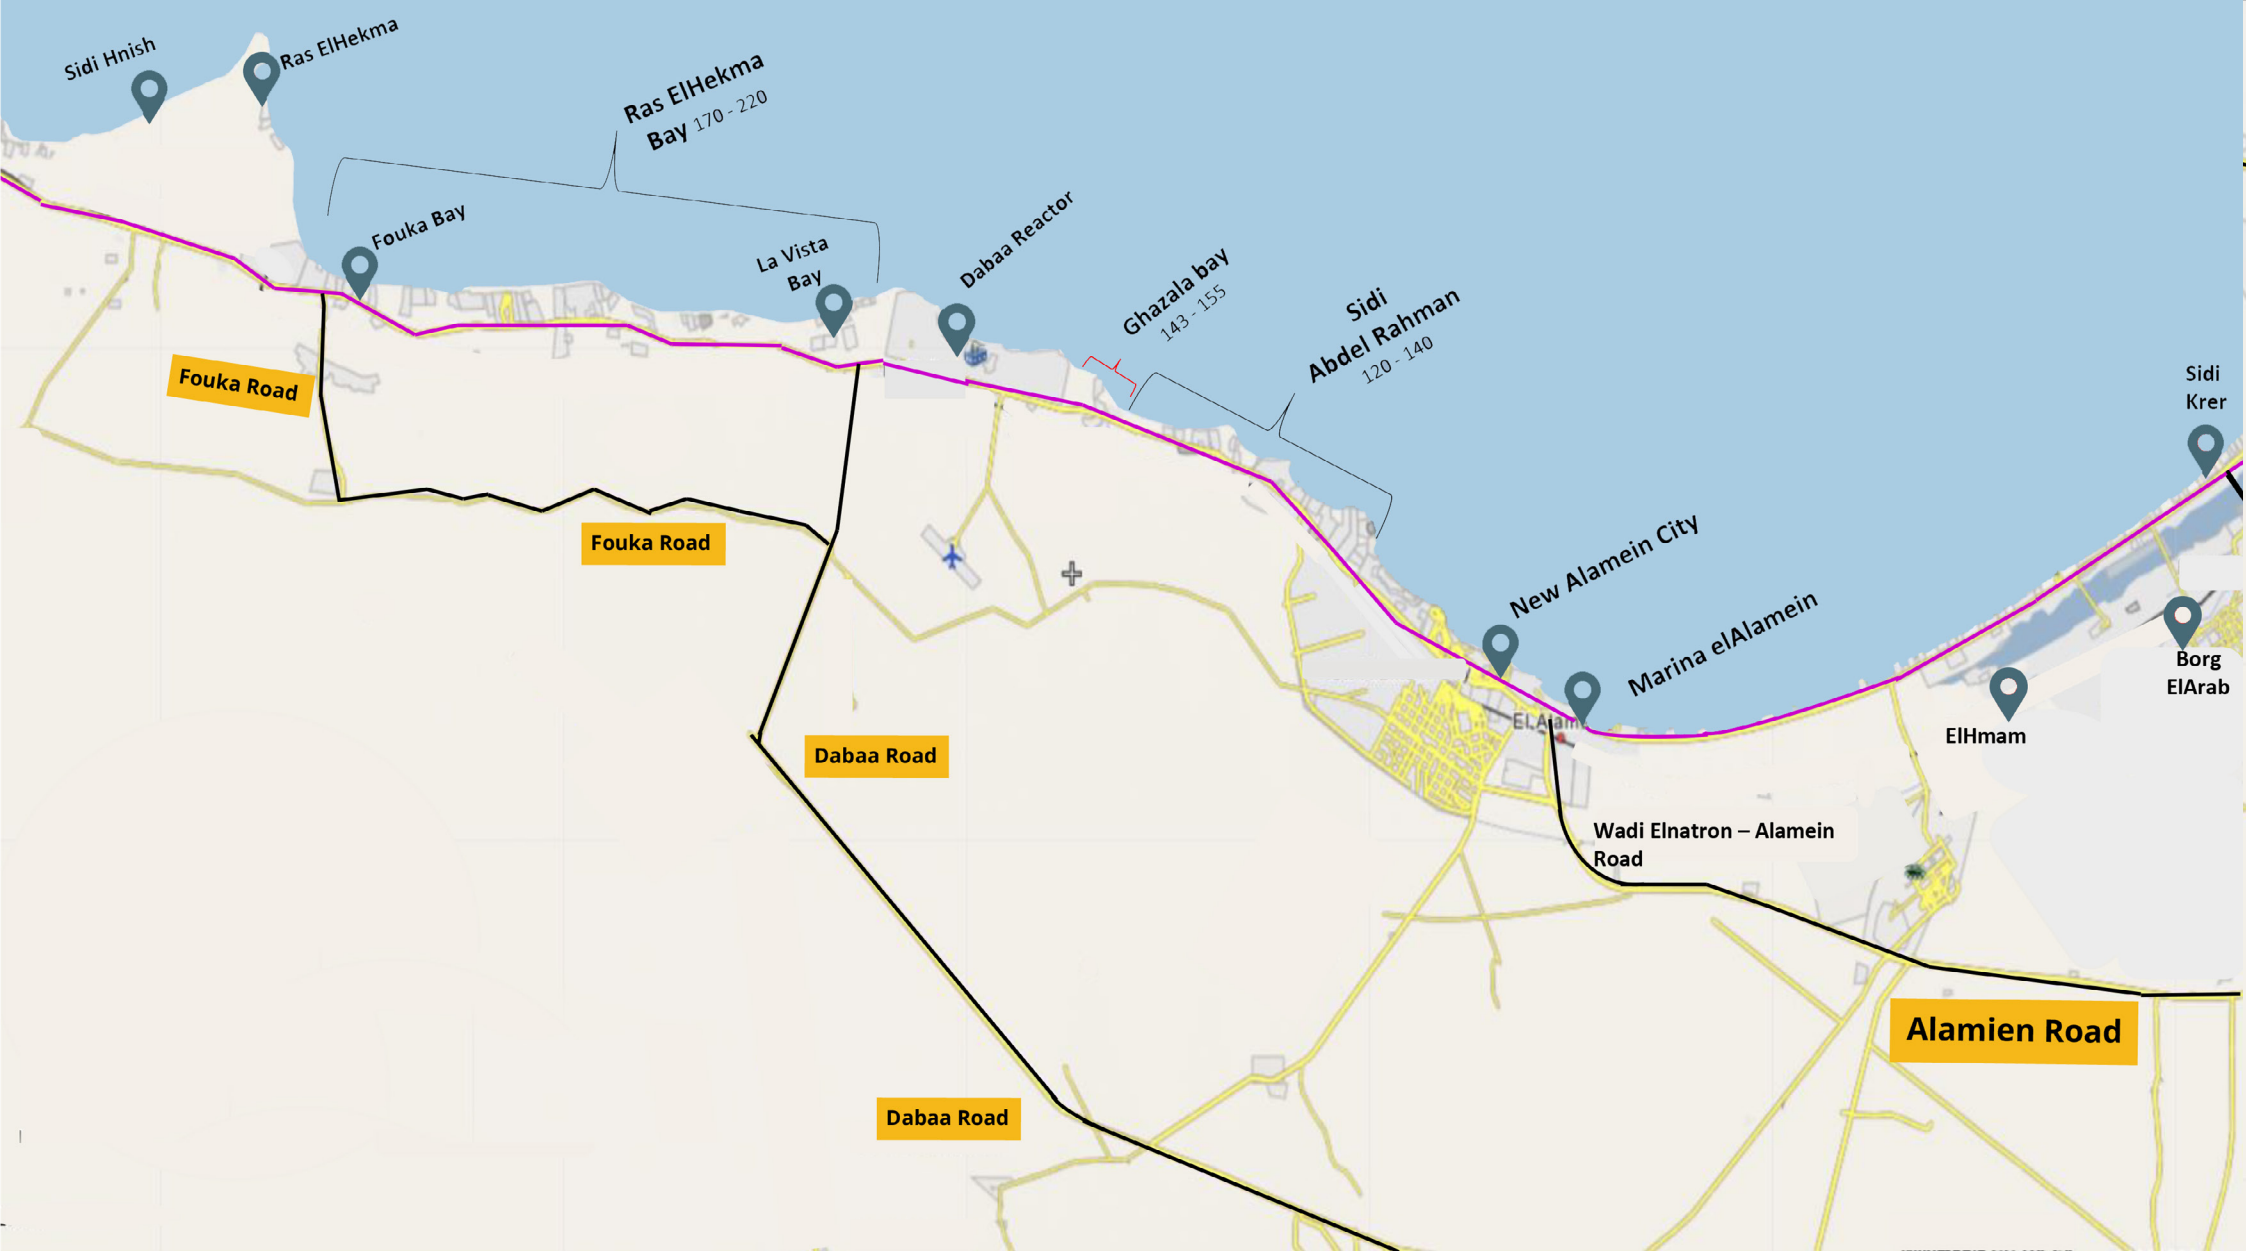 Sidi Hnish
Ras ElHekma
Ras ElHekma
Bay 170 - 220
Fouka Bay
La Vista
Bay
Dabaa Reactor
Ghazala bay
143 - 155
Sidi
Abdel Rahman
120 - 140
Sidi
Krer
Fouka Road
Fouka Road
New Alamein City
Marina elAlamein
Borg
ElArab
ElHmam
El Alam
Dabaa Road
Wadi Elnatron – Alamein
Road
Alamien Road
Dabaa Road